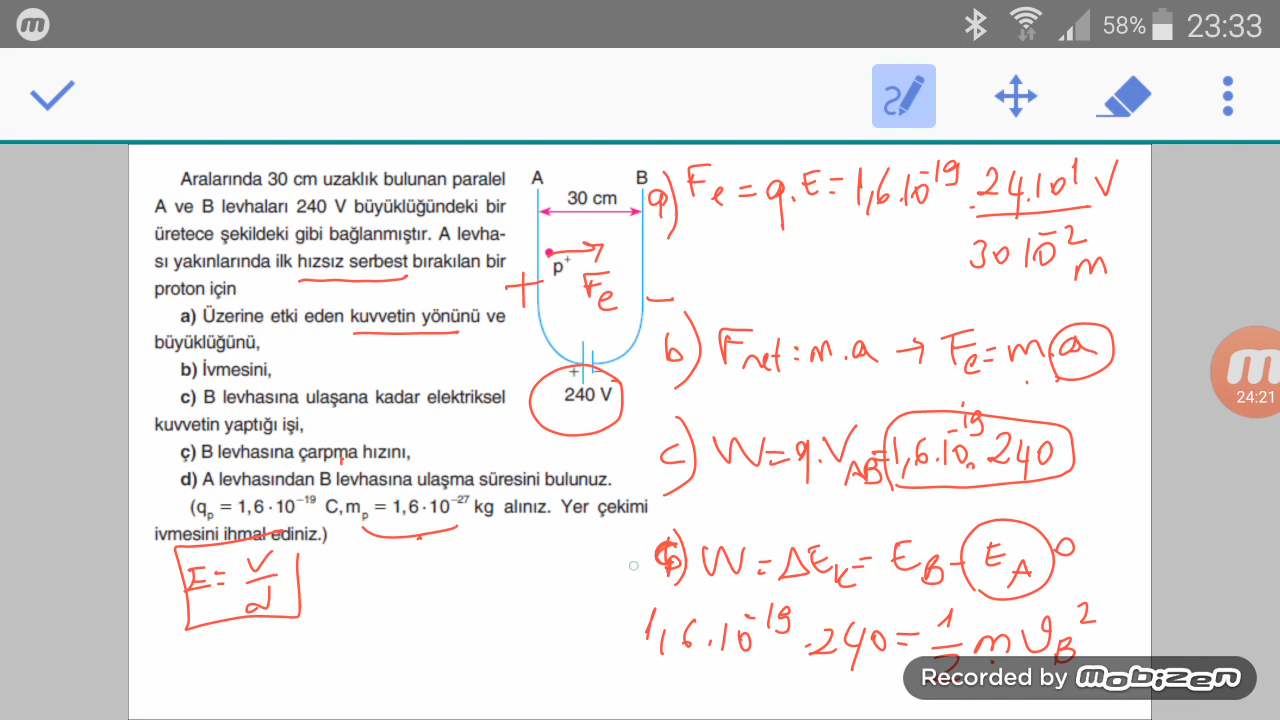 58% 23:33
Aralarında 30 cm uzaklık bulunan paralel
A ve B levhaları 240 V büyüklüğündeki bir
üretece şekildeki gibi bağlanmıştır. A levha-
sı yakınlarında ilk hızsız serbest bırakılan bir
proton için
a) Üzerine etki eden kuvvetin yönünü ve
büyüklüğünü,
b) İvmesini,
c) B levhasına ulaşana kadar elektriksel
kuvvetin yaptığı işi,
ç) B levhasına çarpma hızını,
d) A levhasından B levhasına ulaşma süresini bulunuz.
(qp = 1,6·10⁻¹⁹ C, mp = 1,6·10⁻²⁷ kg alınız. Yer çekimi
ivmesini ihmal ediniz.)
E = V/d
A B
30 cm
p⁺
Fe
+ −
+ −
240 V
a) Fe = q.E = 1,6.10⁻¹⁹ . 24.10¹ V
30 10⁻² m
b) Fnet = m.a → Fe = m.a
c) W = q.VAB = 1,6.10⁻¹⁹. 240
ç) W = ΔEk = EB − EA 0
1,6.10⁻¹⁹ .240 = 1/2 m ϑB²
24:21
Recorded by mobizen